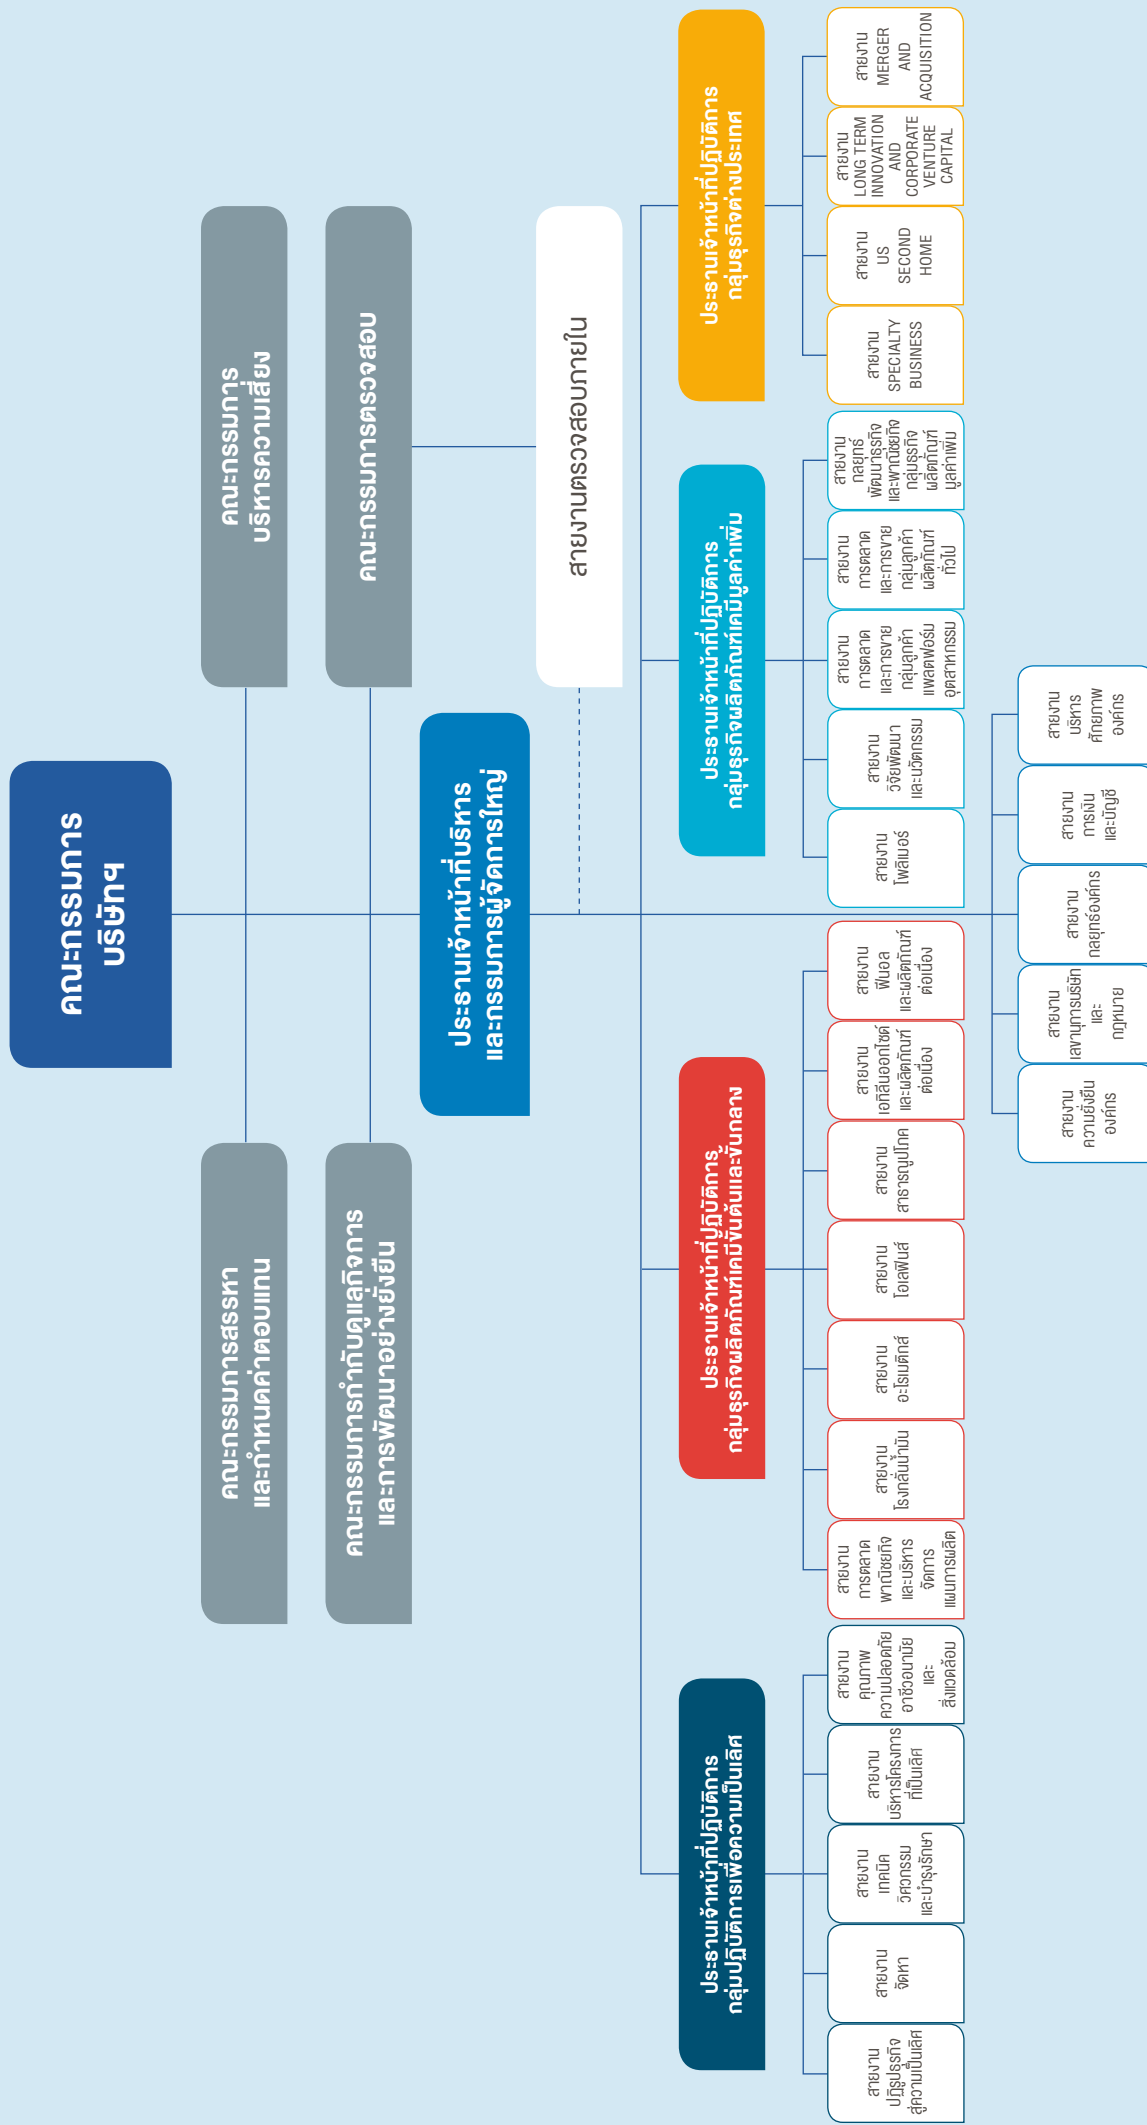 คณะกรรมการ
บริษัทฯ
คณะกรรมการสรรหา
และกำหนดค่าตอบแทน
คณะกรรมการ
บริหารความเสี่ยง
คณะกรรมการกำกับดูแลกิจการ
และการพัฒนาอย่างยั่งยืน
คณะกรรมการตรวจสอบ
ประธานเจ้าหน้าที่บริหาร
และกรรมการผู้จัดการใหญ่
สายงานตรวจสอบภายใน
ประธานเจ้าหน้าที่ปฏิบัติการ
กลุ่มปฏิบัติการเพื่อความเป็นเลิศ
ประธานเจ้าหน้าที่ปฏิบัติการ
กลุ่มธุรกิจผลิตภัณฑ์เคมีขั้นต้นและขั้นกลาง
ประธานเจ้าหน้าที่ปฏิบัติการ
กลุ่มธุรกิจผลิตภัณฑ์เคมีมูลค่าเพิ่ม
ประธานเจ้าหน้าที่ปฏิบัติการ
กลุ่มธุรกิจต่างประเทศ
สายงาน
ปฏิรูปธุรกิจ
สู่ความเป็นเลิศ
สายงาน
จัดหา
สายงาน
เทคนิค
วิศวกรรม
และบำรุงรักษา
สายงาน
บริหารโครงการ
ที่เป็นเลิศ
สายงาน
คุณภาพ
ความปลอดภัย
อาชีวอนามัย
และ
สิ่งแวดล้อม
สายงาน
การตลาด
พาณิชยกิจ
และบริหาร
จัดการ
แผนการผลิต
สายงาน
โรงกลั่นน้ำมัน
สายงาน
อะโรเมติกส์
สายงาน
โอเลฟินส์
สายงาน
สาธารณูปโภค
สายงาน
เอทิลีนออกไซด์
และผลิตภัณฑ์
ต่อเนื่อง
สายงาน
ฟีนอล
และผลิตภัณฑ์
ต่อเนื่อง
สายงาน
โพลิเมอร์
สายงาน
วิจัยพัฒนา
และนวัตกรรม
สายงาน
การตลาด
และการขาย
กลุ่มลูกค้า
แพลตฟอร์ม
อุตสาหกรรม
สายงาน
การตลาด
และการขาย
กลุ่มลูกค้า
ผลิตภัณฑ์
ทั่วไป
สายงาน
กลยุทธ์
พัฒนาธุรกิจ
และพาณิชยกิจ
กลุ่มธุรกิจ
ผลิตภัณฑ์
มูลค่าเพิ่ม
สายงาน
SPECIALTY
BUSINESS
สายงาน
US
SECOND
HOME
สายงาน
LONG TERM
INNOVATION
AND
CORPORATE
VENTURE
CAPITAL
สายงาน
MERGER
AND
ACQUISITION
สายงาน
ความยั่งยืน
องค์กร
สายงาน
เลขานุการบริษัท
และ
กฎหมาย
สายงาน
กลยุทธ์องค์กร
สายงาน
การเงิน
และบัญชี
สายงาน
บริหาร
ศักยภาพ
องค์กร